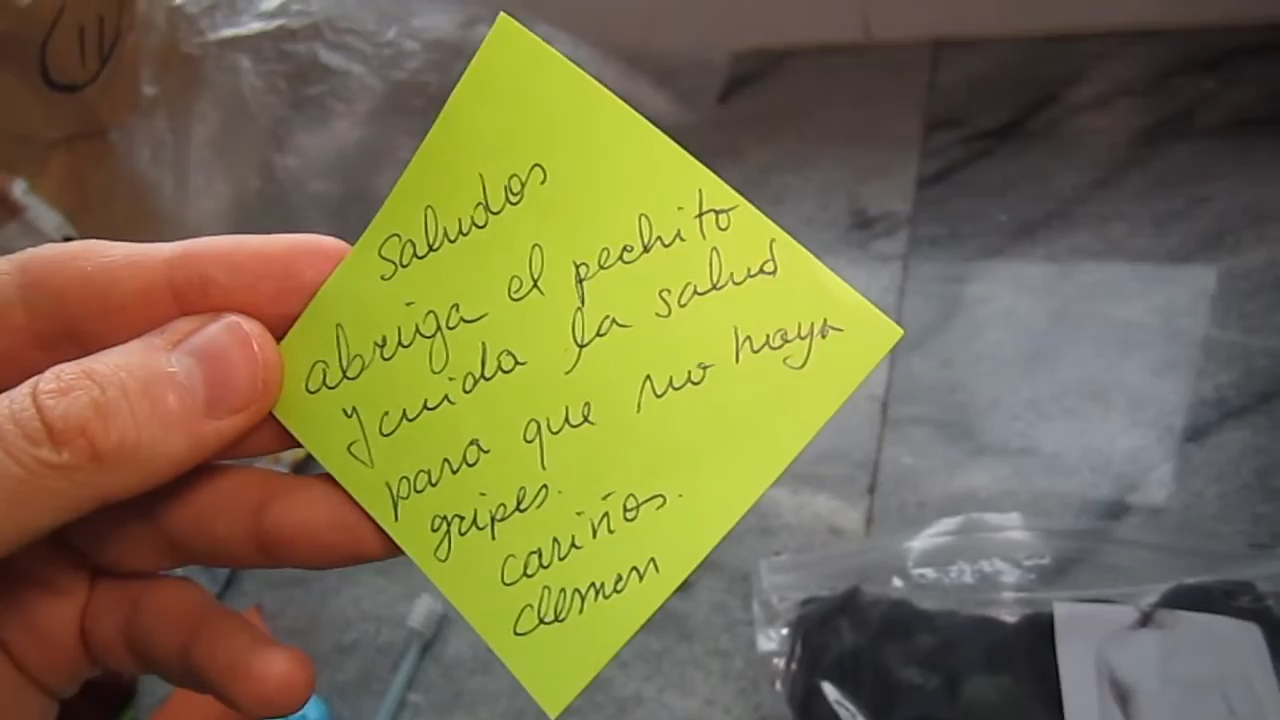 saludos
abriga el pechito
y cuida la salud
para que no haya
gripes.
cariños.
clemen